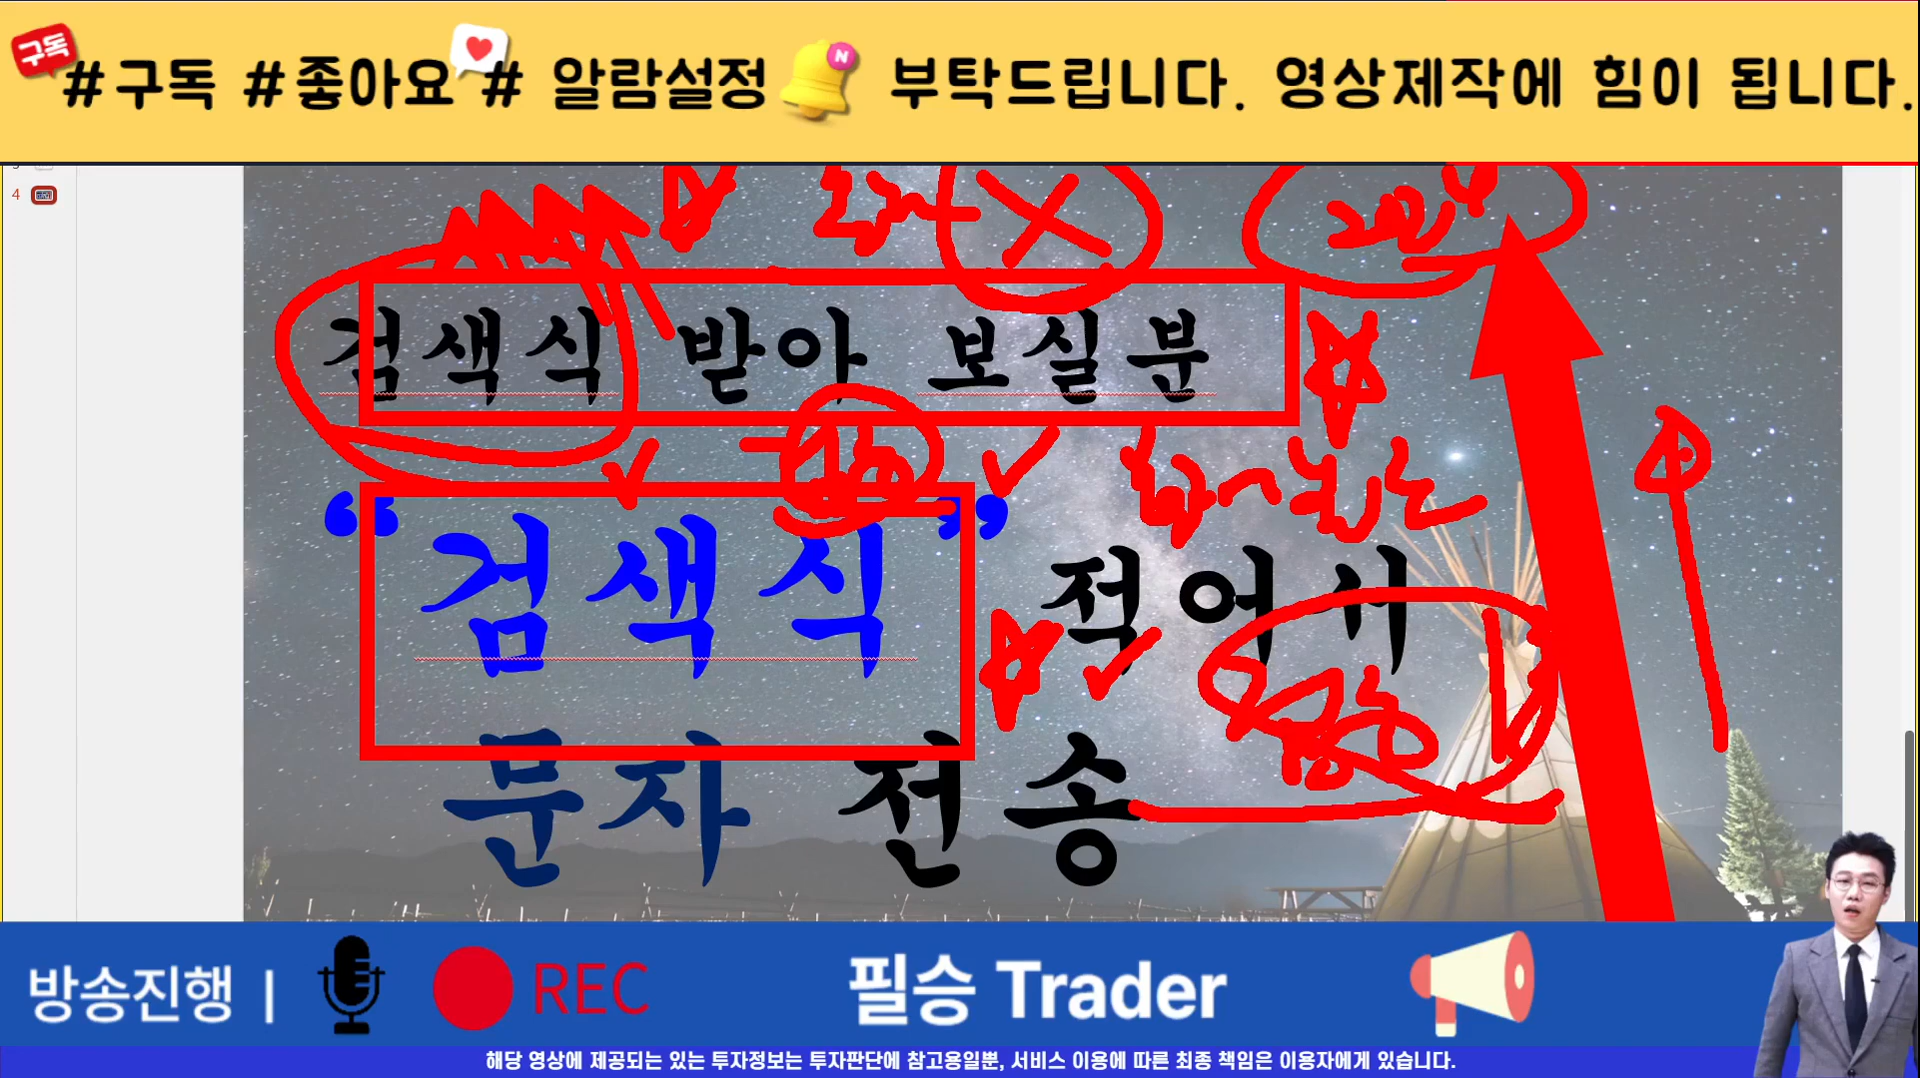 구독
#구독 #좋아요 # 알람설정 N 부탁드립니다. 영상제작에 힘이 됩니다.
4
검색식 받아 보실분
“검색식” 적어서
문자 전송
방송진행 | REC 필승 Trader
해당 영상에 제공되는 있는 투자정보는 투자판단에 참고용일뿐, 서비스 이용에 따른 최종 책임은 이용자에게 있습니다.